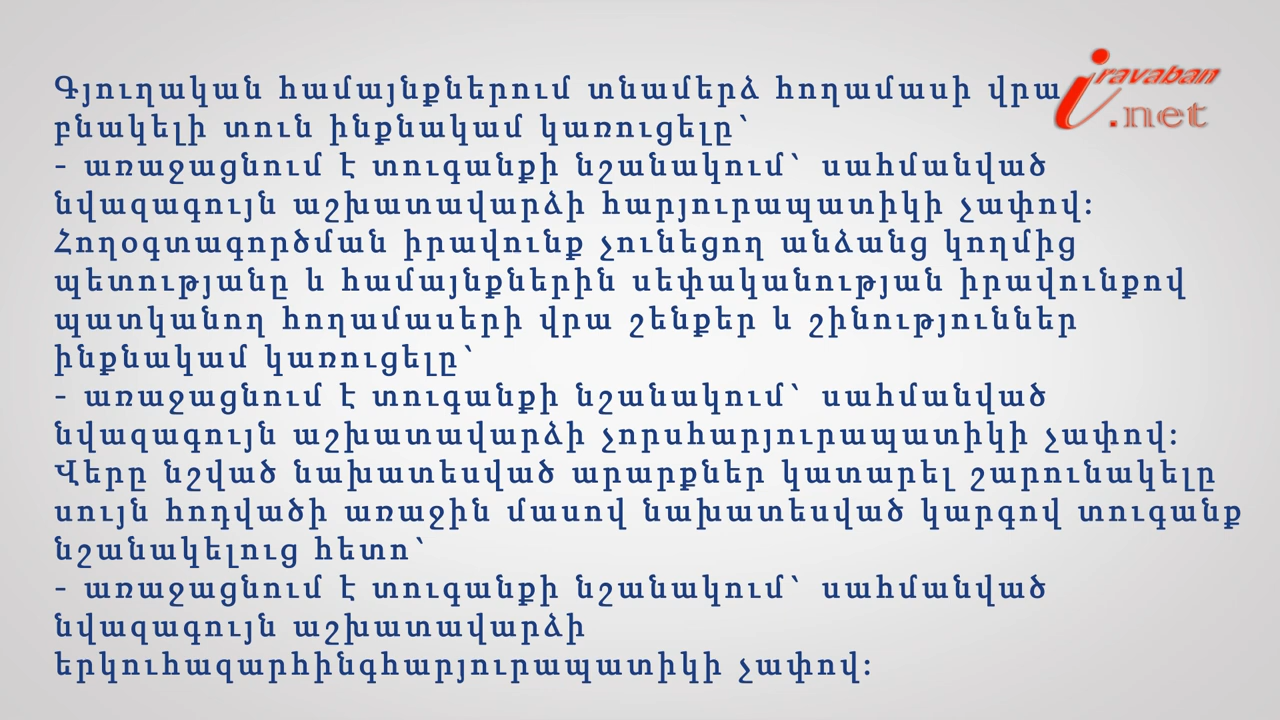 Գյուղական համայնքներում տնամերձ հողամասի վրա
iravaban
.net
բնակելի տուն ինքնակամ կառուցելը՝
- առաջացնում է տուգանքի նշանակում՝ սահմանված
նվազագույն աշխատավարձի հարյուրապատիկի չափով:
Հողօգտագործման իրավունք չունեցող անձանց կողմից
պետությանը և համայնքներին սեփականության իրավունքով
պատկանող հողամասերի վրա շենքեր և շինություններ
ինքնակամ կառուցելը՝
- առաջացնում է տուգանքի նշանակում՝ սահմանված
նվազագույն աշխատավարձի չորսհարյուրապատիկի չափով:
Վերը նշված նախատեսված արարքներ կատարել շարունակելը
սույն հոդվածի առաջին մասով նախատեսված կարգով տուգանք
նշանակելուց հետո՝
- առաջացնում է տուգանքի նշանակում՝ սահմանված
նվազագույն աշխատավարձի
երկուհազարհինգհարյուրապատիկի չափով: